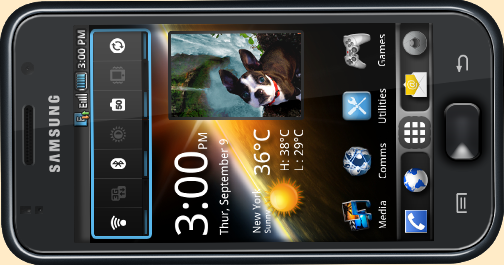 SAMSUNG
3:00 PM
3:00 PM
Thur, September 9
New York
Sunny
36°C
H: 38°C
L: 29°C
Games
Utilities
Comms
Media